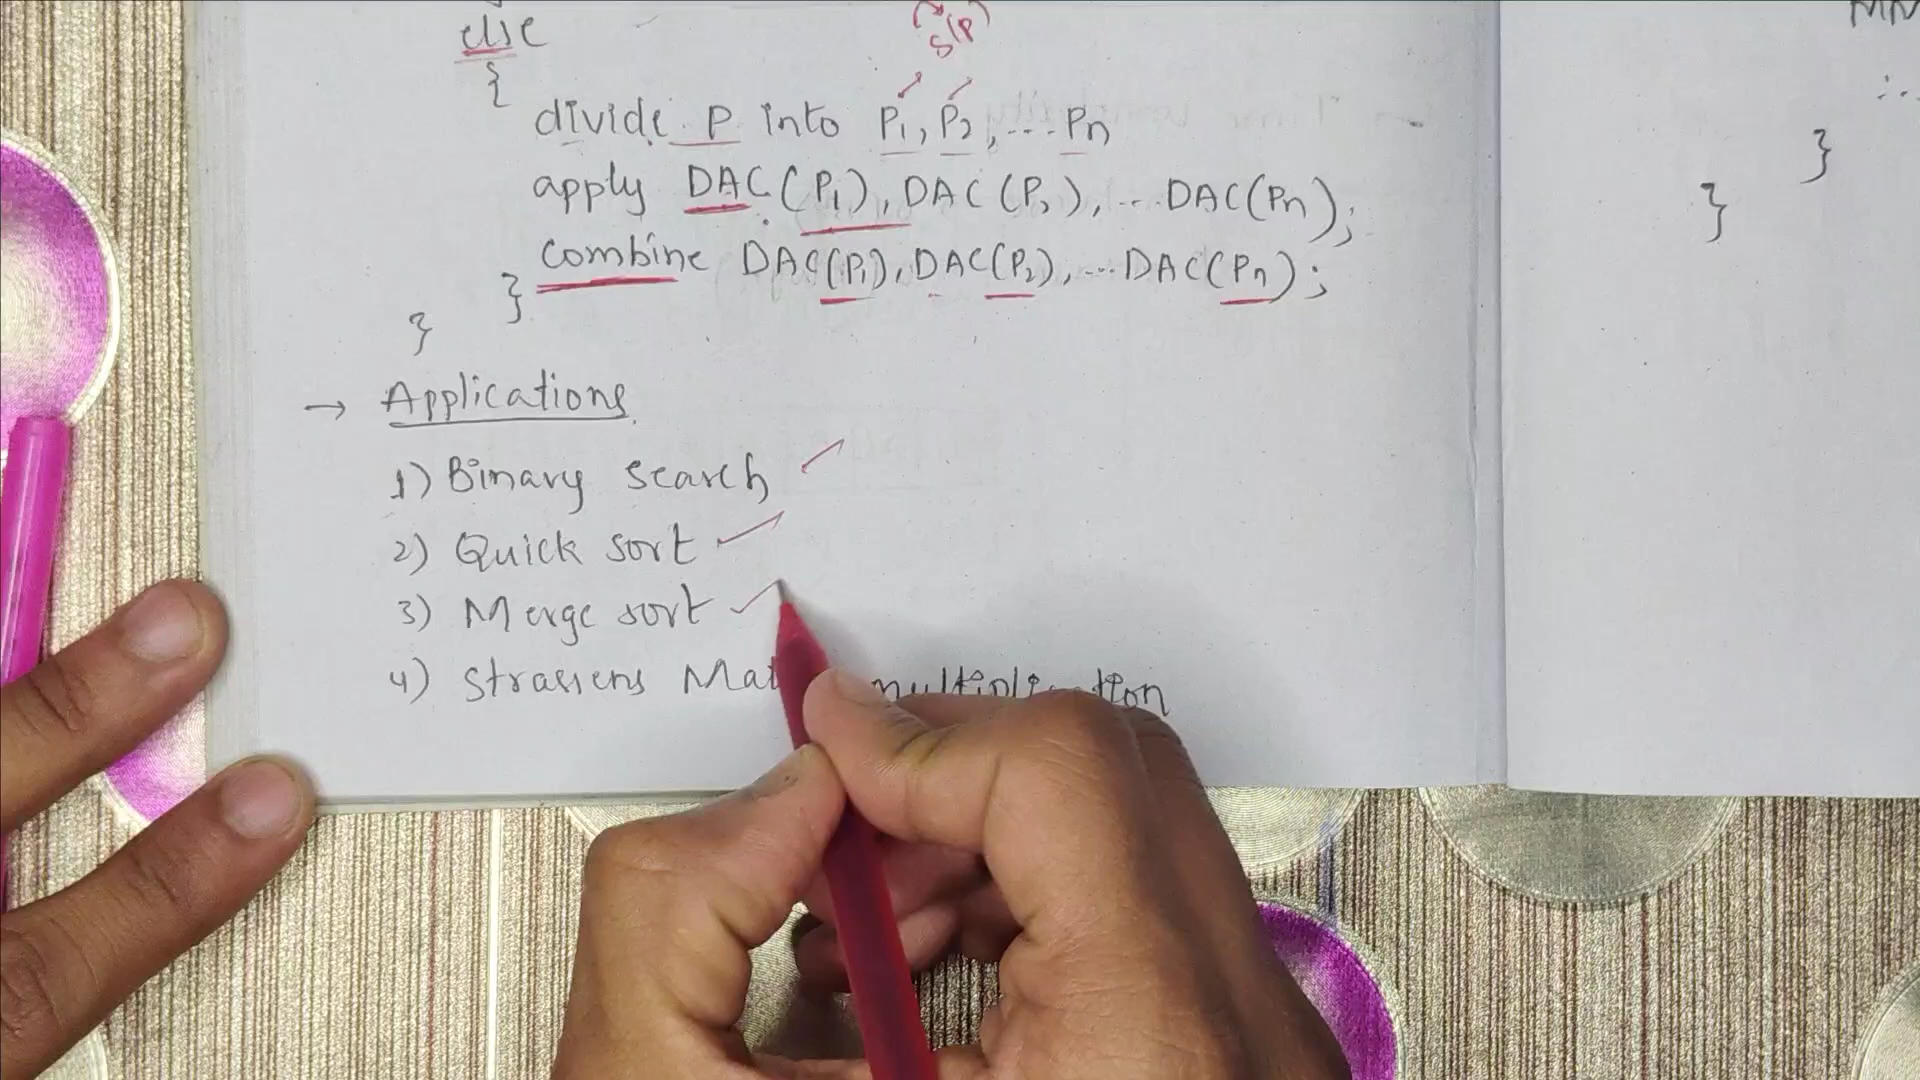 else
S(P)
{
divide P into P1, P2, ... Pn
apply DAC(P1), DAC(P2), ... DAC(Pn);
combine DAC(P1), DAC(P2), ... DAC(Pn);
}
}
→ Applications
1) Binary search
2) Quick sort
3) Merge sort
4) Strassens multiplication
}
}